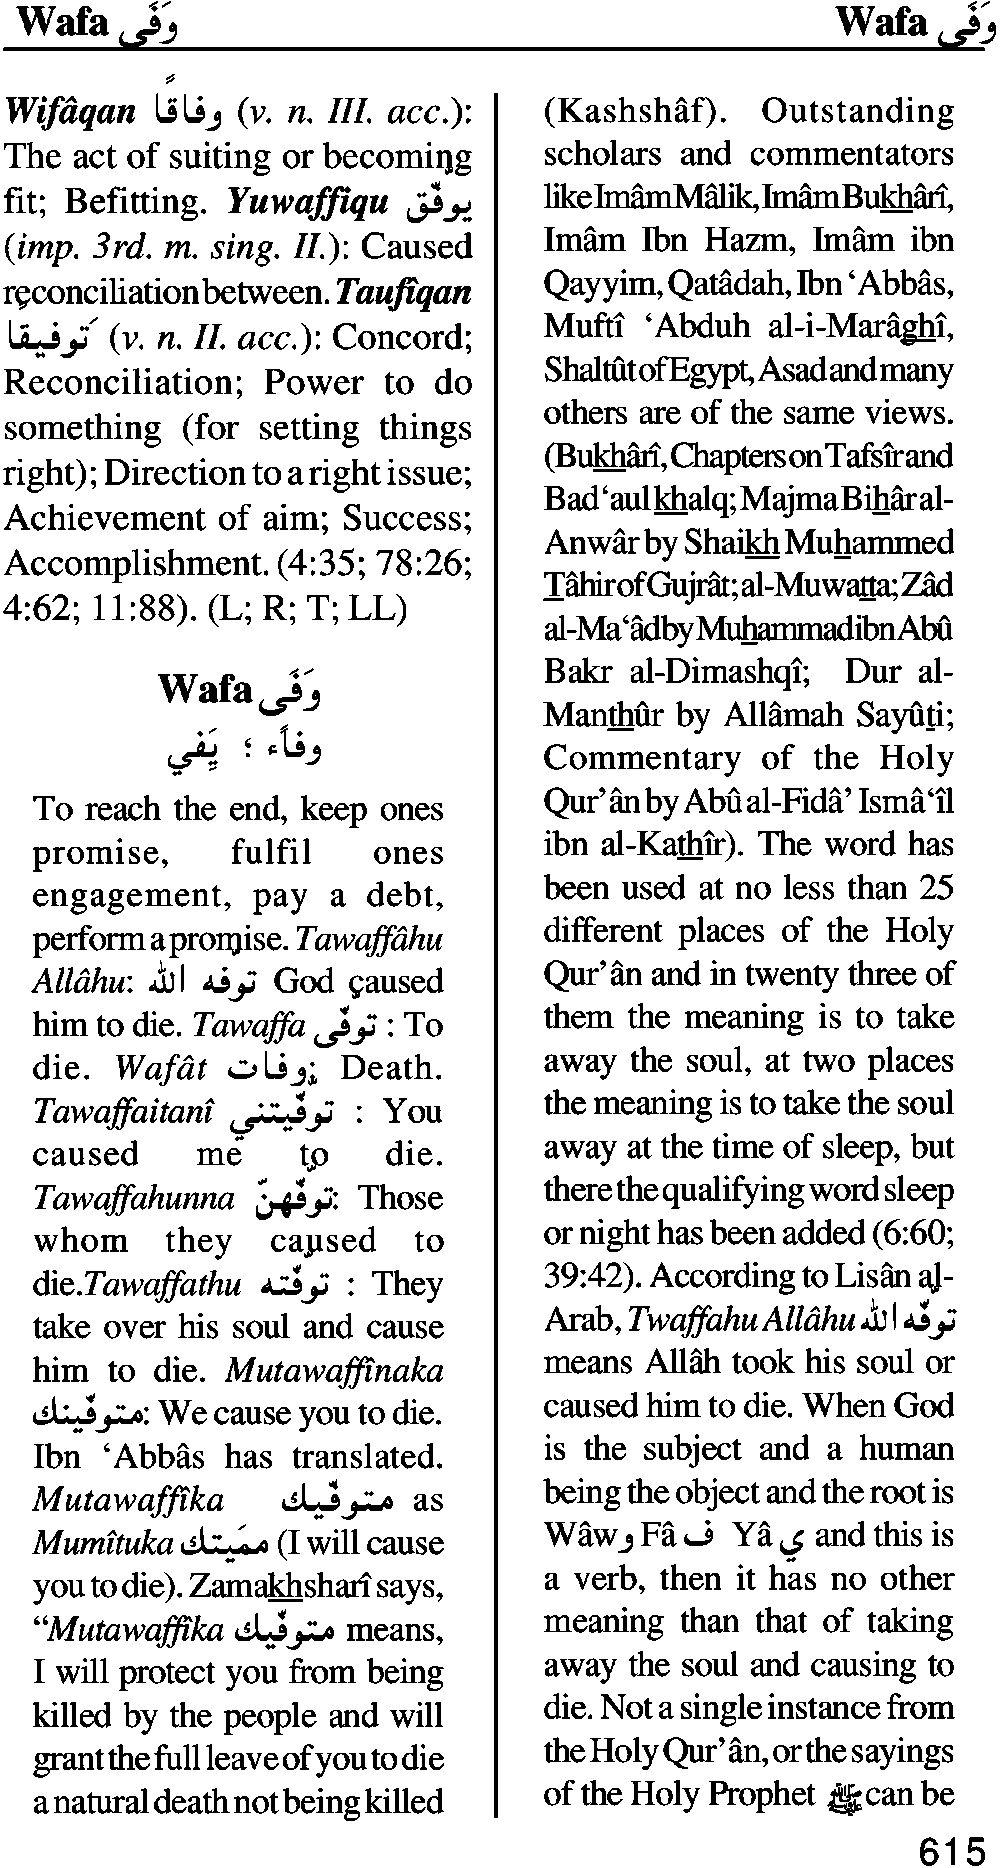 Wafa وَفَى
Wafa وَفَى
Wifâqan وفاقًا (v. n. III. acc.):
The act of suiting or becoming
fit; Befitting. Yuwaffiqu يوفّق
(imp. 3rd. m. sing. II.): Caused
reconciliation between. Taufîqan
توفيقا (v. n. II. acc.): Concord;
Reconciliation; Power to do
something (for setting things
right); Direction to a right issue;
Achievement of aim; Success;
Accomplishment. (4:35; 78:26;
4:62; 11:88). (L; R; T; LL)
Wafa وَفَى
وفاًء ؛ يَفي
To reach the end, keep ones
promise, fulfil ones
engagement, pay a debt,
perform a promise. Tawaffâhu
Allâhu: توفه الله God caused
him to die. Tawaffa توفّى : To
die. Wafât وفات; Death.
Tawaffaitanî توفّيتني : You
caused me to die.
Tawaffahunna توفّهنّ: Those
whom they caused to
die.Tawaffathu توفّته : They
take over his soul and cause
him to die. Mutawaffînaka
متوفّينك: We cause you to die.
Ibn ‘Abbâs has translated.
Mutawaffîka متوفّيك as
Mumîtuka ممَيتك (I will cause
you to die). Zamakhsharî says,
“Mutawaffîka متوفّيك means,
I will protect you from being
killed by the people and will
grant the full leave of you to die
a natural death not being killed
(Kashshâf). Outstanding
scholars and commentators
like Imâm Mâlik, Imâm Bukhârî,
Imâm Ibn Hazm, Imâm ibn
Qayyim, Qatâdah, Ibn ‘Abbâs,
Muftî ‘Abduh al-i-Marâghî,
Shaltût of Egypt, Asad and many
others are of the same views.
(Bukhârî, Chapters on Tafsîr and
Bad ‘aul khalq; Majma Bihâr al-
Anwâr by Shaikh Muhammed
Tâhir of Gujrât; al-Muwatta; Zâd
al-Ma‘âd by Muhammad ibn Abû
Bakr al-Dimashqî; Dur al-
Manthûr by Allâmah Sayûti;
Commentary of the Holy
Qur’ân by Abû al-Fidâ’ Ismâ‘îl
ibn al-Kathîr). The word has
been used at no less than 25
different places of the Holy
Qur’ân and in twenty three of
them the meaning is to take
away the soul, at two places
the meaning is to take the soul
away at the time of sleep, but
there the qualifying word sleep
or night has been added (6:60;
39:42). According to Lisân al-
Arab, Twaffahu Allâhu توفّه الله
means Allâh took his soul or
caused him to die. When God
is the subject and a human
being the object and the root is
Wâw و Fâ ف Yâ ي and this is
a verb, then it has no other
meaning than that of taking
away the soul and causing to
die. Not a single instance from
the Holy Qur’ân, or the sayings
of the Holy Prophet ﷺ can be
615